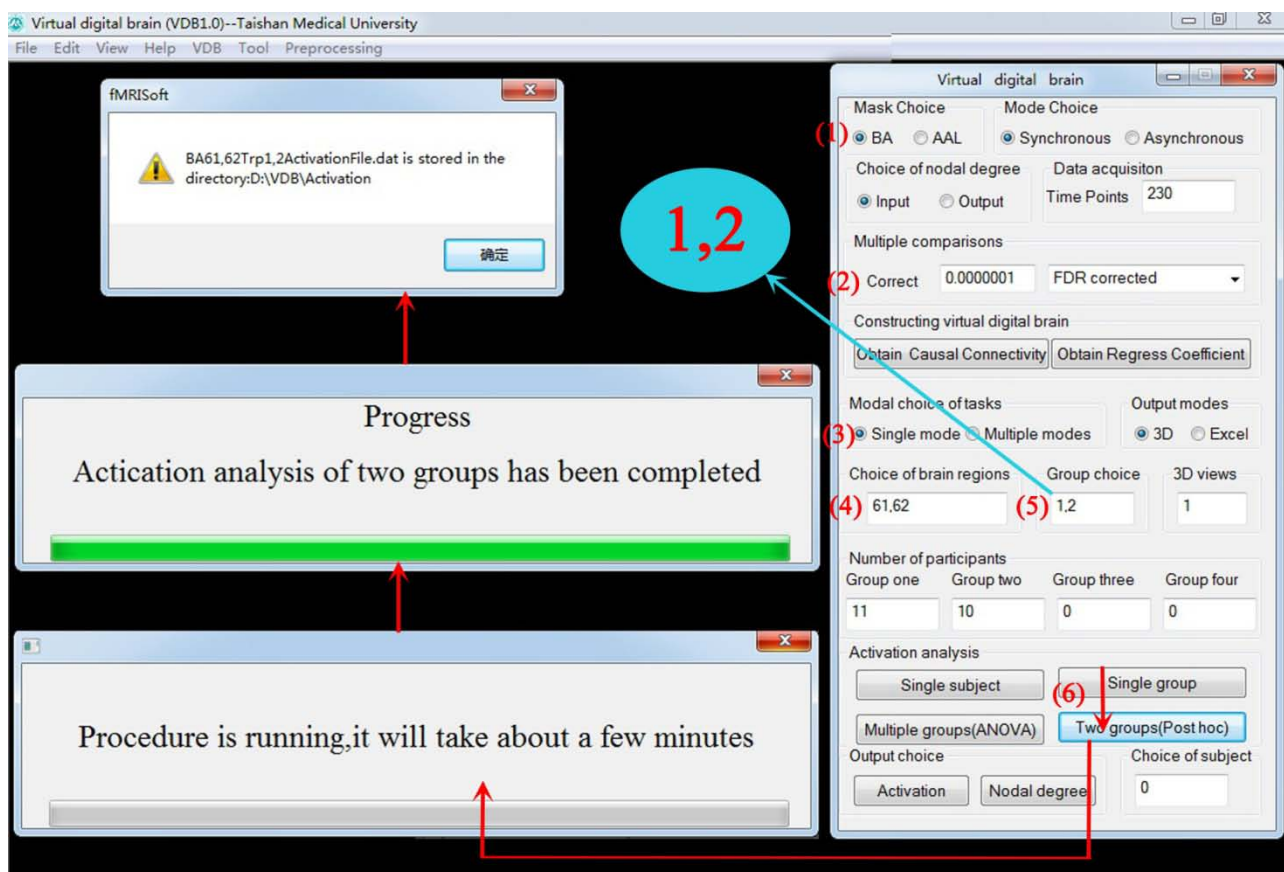 Virtual digital brain (VDB1.0)--Taishan Medical University
File Edit View Help VDB Tool Preprocessing
fMRISoft
BA61,62Trp1,2ActivationFile.dat is stored in the
directory:D:\VDB\Activation
确定
Progress
Actication analysis of two groups has been completed
Procedure is running,it will take about a few minutes
1,2
Virtual digital brain
Mask Choice Mode Choice
(1) BA AAL Synchronous Asynchronous
Choice of nodal degree Data acquisiton
Input Output Time Points 230
Multiple comparisons
(2) Correct 0.0000001 FDR corrected
Constructing virtual digital brain
Obtain Causal Connectivity Obtain Regress Coefficient
Modal choice of tasks Output modes
(3) Single mode Multiple modes 3D Excel
Choice of brain regions Group choice 3D views
(4) 61,62 (5) 1,2 1
Number of participants
Group one Group two Group three Group four
11 10 0 0
Activation analysis
Single subject (6) Single group
Multiple groups(ANOVA) Two groups(Post hoc)
Output choice Choice of subject
Activation Nodal degree 0